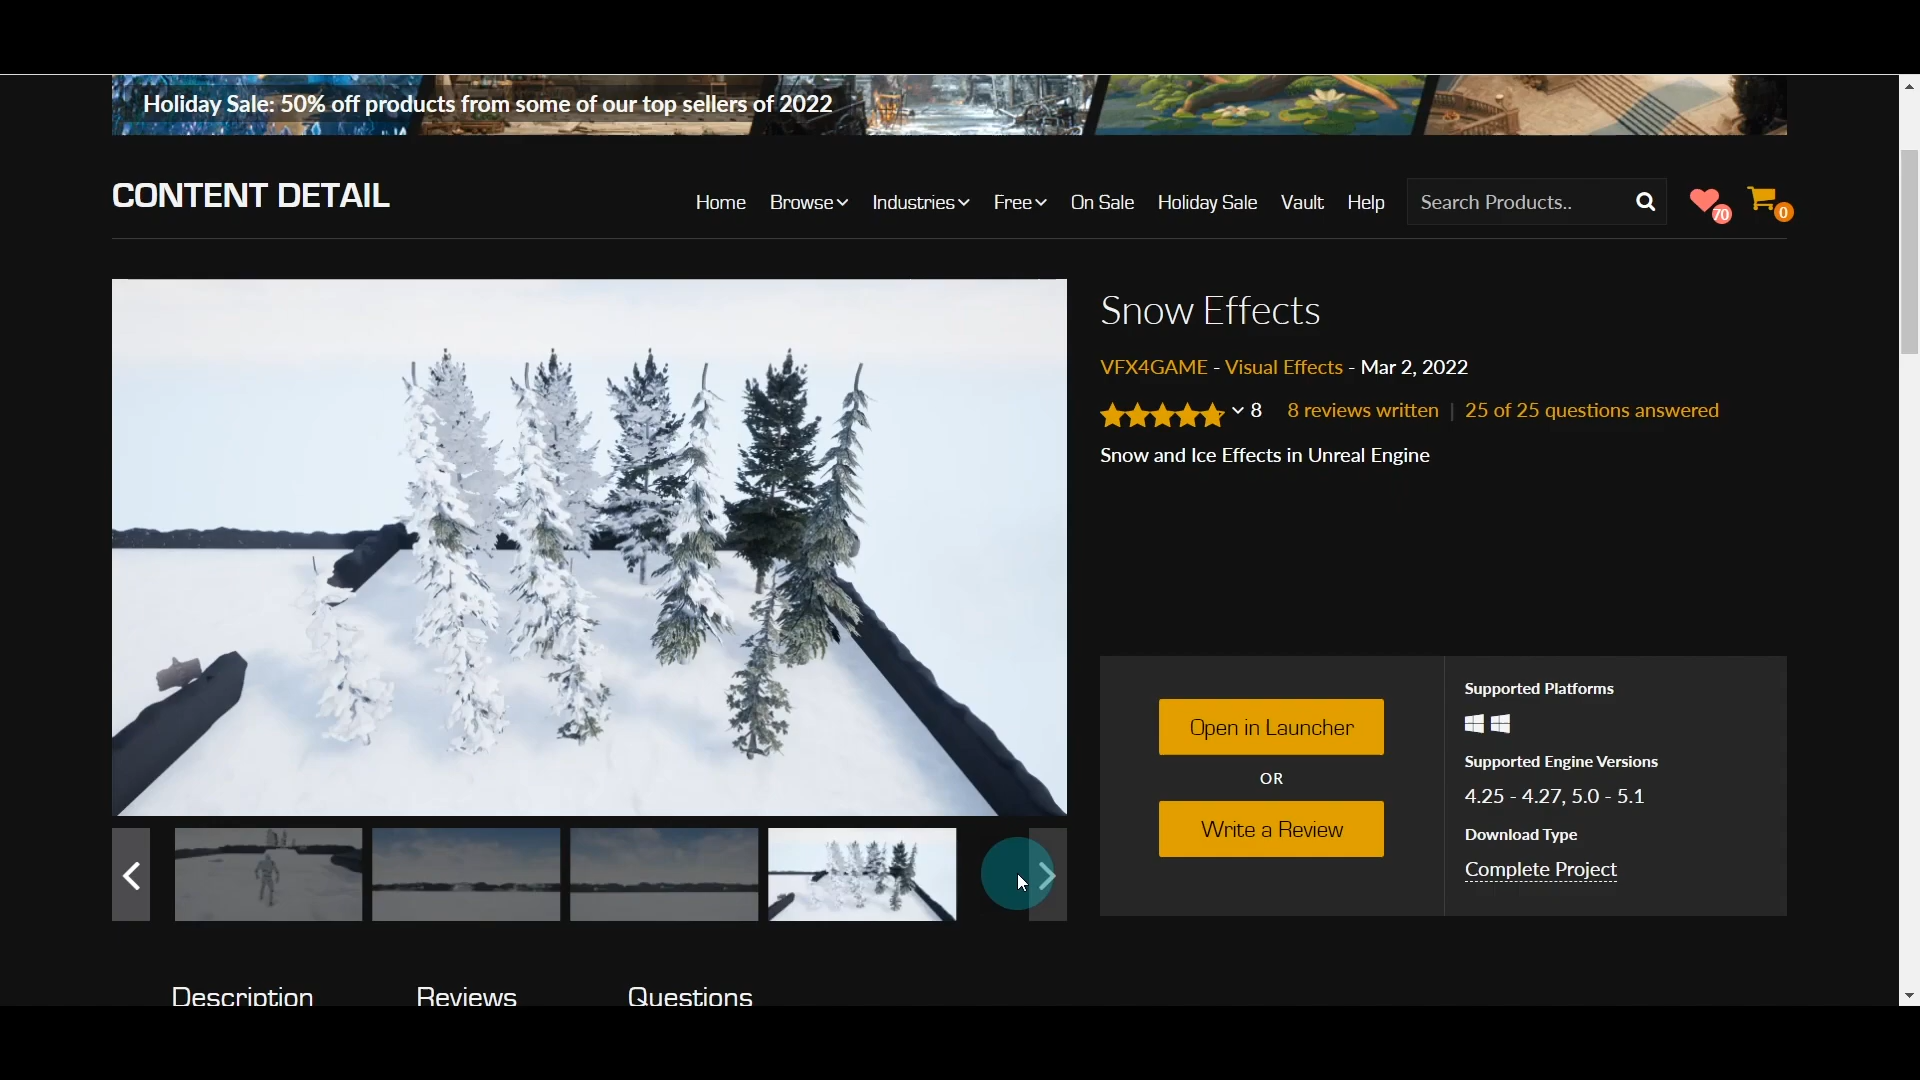 Holiday Sale: 50% off products from some of our top sellers of 2022
CONTENT DETAIL
Home Browse Industries Free On Sale Holiday Sale Vault Help Search Products.. 70 0
Snow Effects
VFX4GAME - Visual Effects - Mar 2, 2022
8 8 reviews written | 25 of 25 questions answered
Snow and Ice Effects in Unreal Engine
Open in Launcher
OR
Write a Review
Supported Platforms
Supported Engine Versions
4.25 - 4.27, 5.0 - 5.1
Download Type
Complete Project
Description Reviews Questions